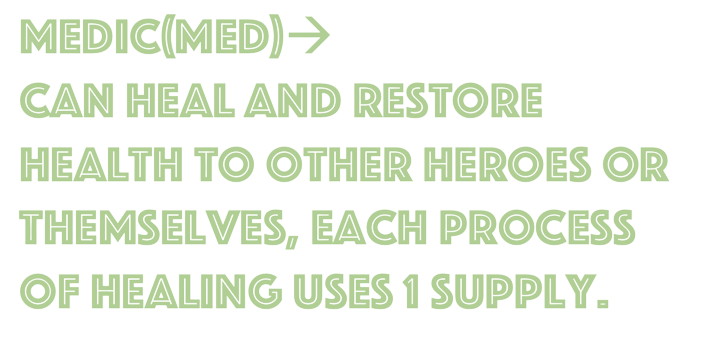 MEDIC(MED)→
CAN HEAL AND RESTORE
HEALTH TO OTHER HEROES OR
THEMSELVES, EACH PROCESS
OF HEALING USES 1 SUPPLY.